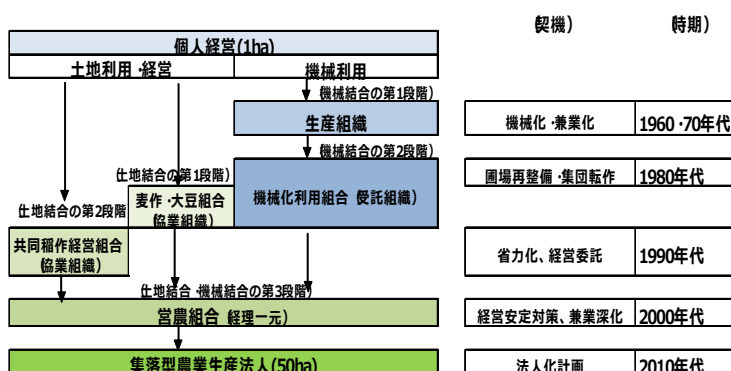 契機）
時期）
個人経営(1ha)
土地利用・経営
機械利用
機械結合の第1段階）
生産組織
機械化・兼業化
1960・70年代
機械結合の第2段階）
土地結合の第1段階）
麦作・大豆組合
協業組織）
機械化利用組合 受託組織）
圃場再整備・集団転作
1980年代
土地結合の第2段階
共同稲作経営組合
協業組織）
省力化、経営委託
1990年代
土地結合・機械結合の第3段階）
営農組合 経理一元）
経営安定対策、兼業深化
2000年代
集落型農業生産法人(50ha)
法人化計画
2010年代